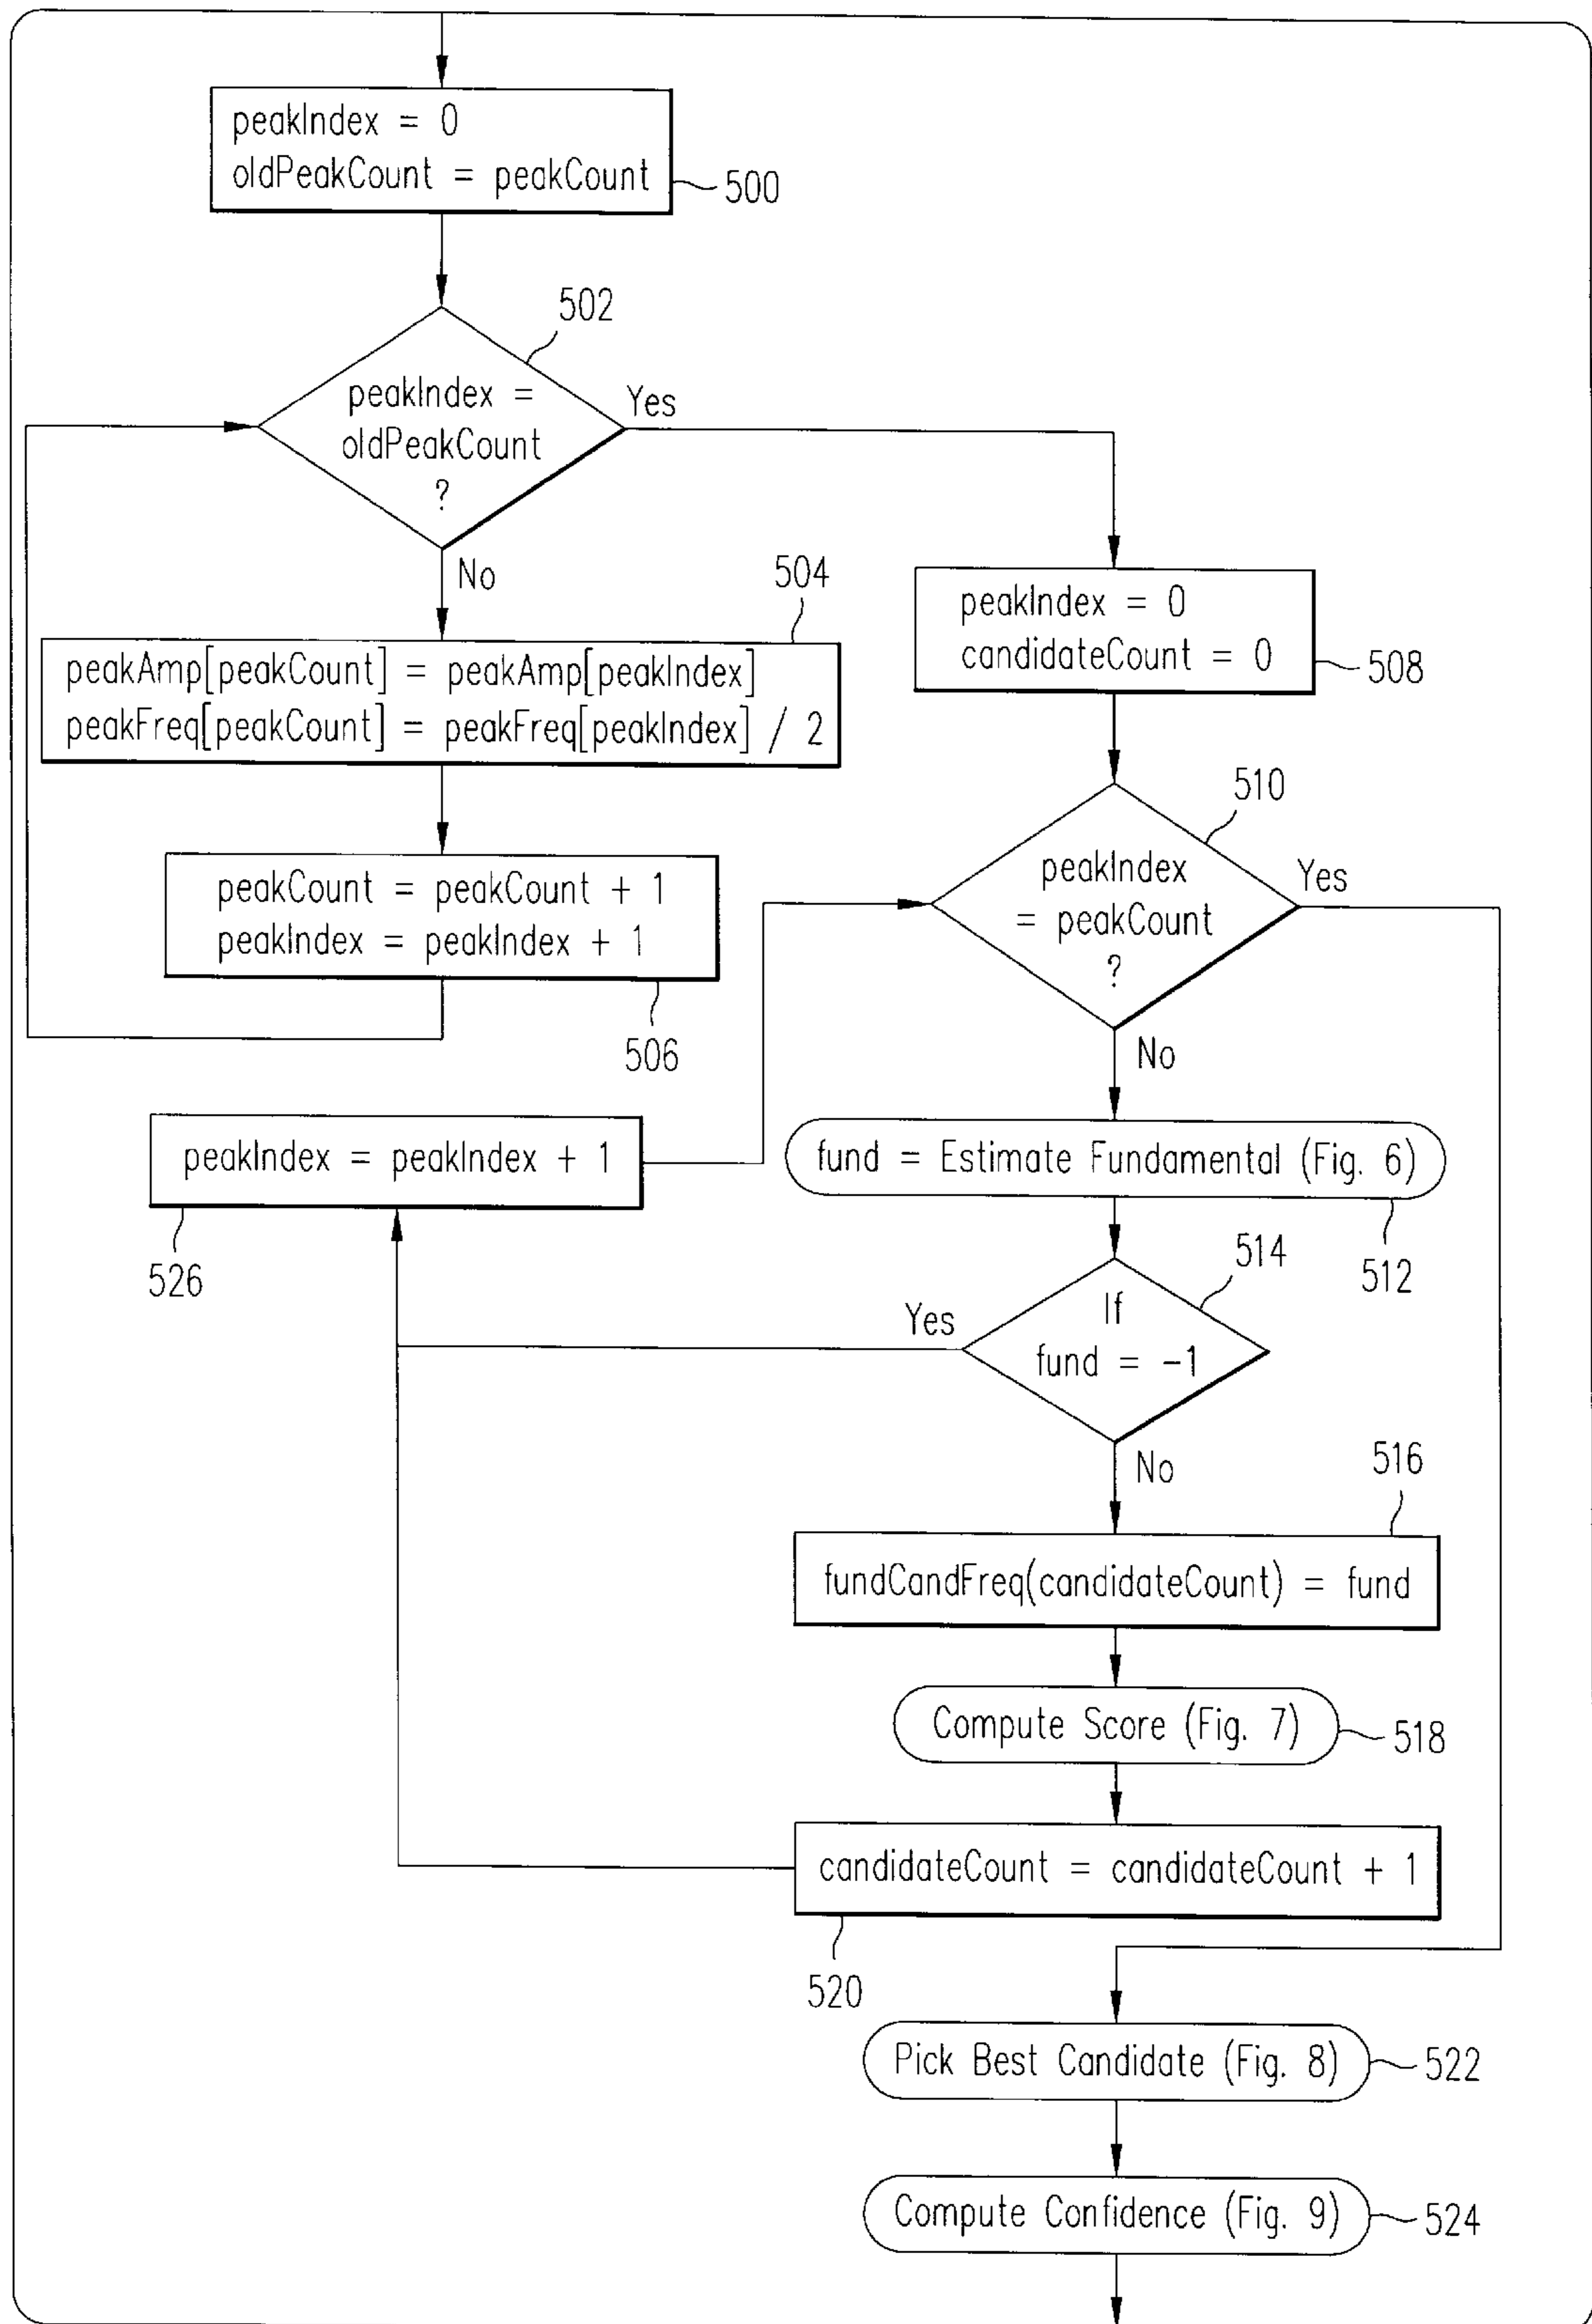 peakIndex = 0
oldPeakCount = peakCount
500
502
peakIndex =
oldPeakCount
?
Yes
No
504
peakAmp[peakCount] = peakAmp[peakIndex]
peakFreq[peakCount] = peakFreq[peakIndex] / 2
peakCount = peakCount + 1
peakIndex = peakIndex + 1
506
peakIndex = 0
candidateCount = 0
508
510
peakIndex
= peakCount
?
Yes
No
fund = Estimate Fundamental (Fig. 6)
512
peakIndex = peakIndex + 1
526
514
If
fund = -1
Yes
No
516
fundCandFreq(candidateCount) = fund
Compute Score (Fig. 7)
518
candidateCount = candidateCount + 1
520
Pick Best Candidate (Fig. 8)
522
Compute Confidence (Fig. 9)
524